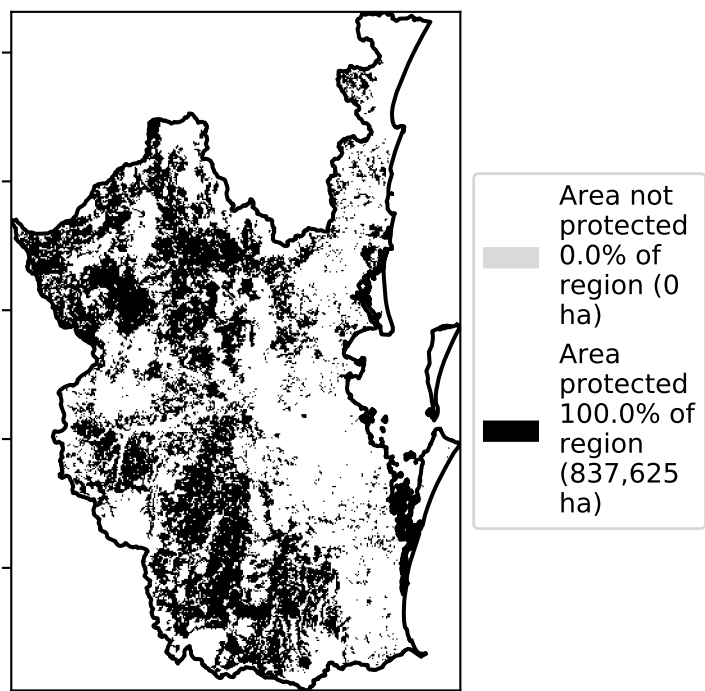 Area not
protected
0.0% of
region (0
ha)
Area
protected
100.0% of
region
(837,625
ha)